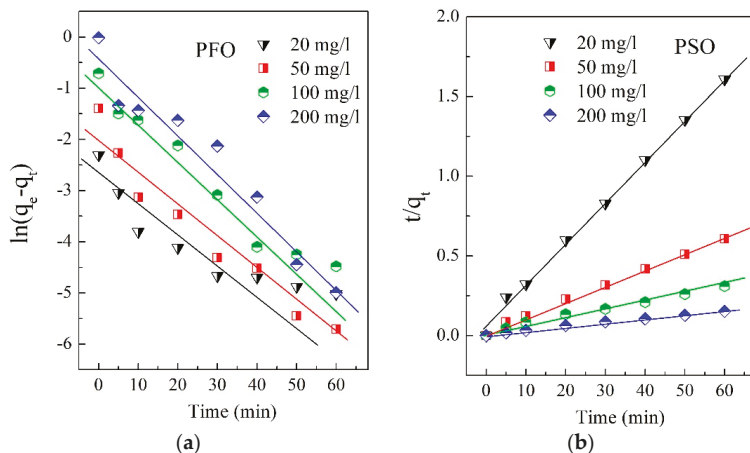 (a)
PFO
20 mg/l
50 mg/l
100 mg/l
200 mg/l
ln(qe-qt)
0
-1
-2
-3
-4
-5
-6
0 10 20 30 40 50 60
Time (min)
(a)
(b)
PSO
20 mg/l
50 mg/l
100 mg/l
200 mg/l
t/qt
2.0
1.5
1.0
0.5
0.0
0 10 20 30 40 50 60
Time (min)
(b)